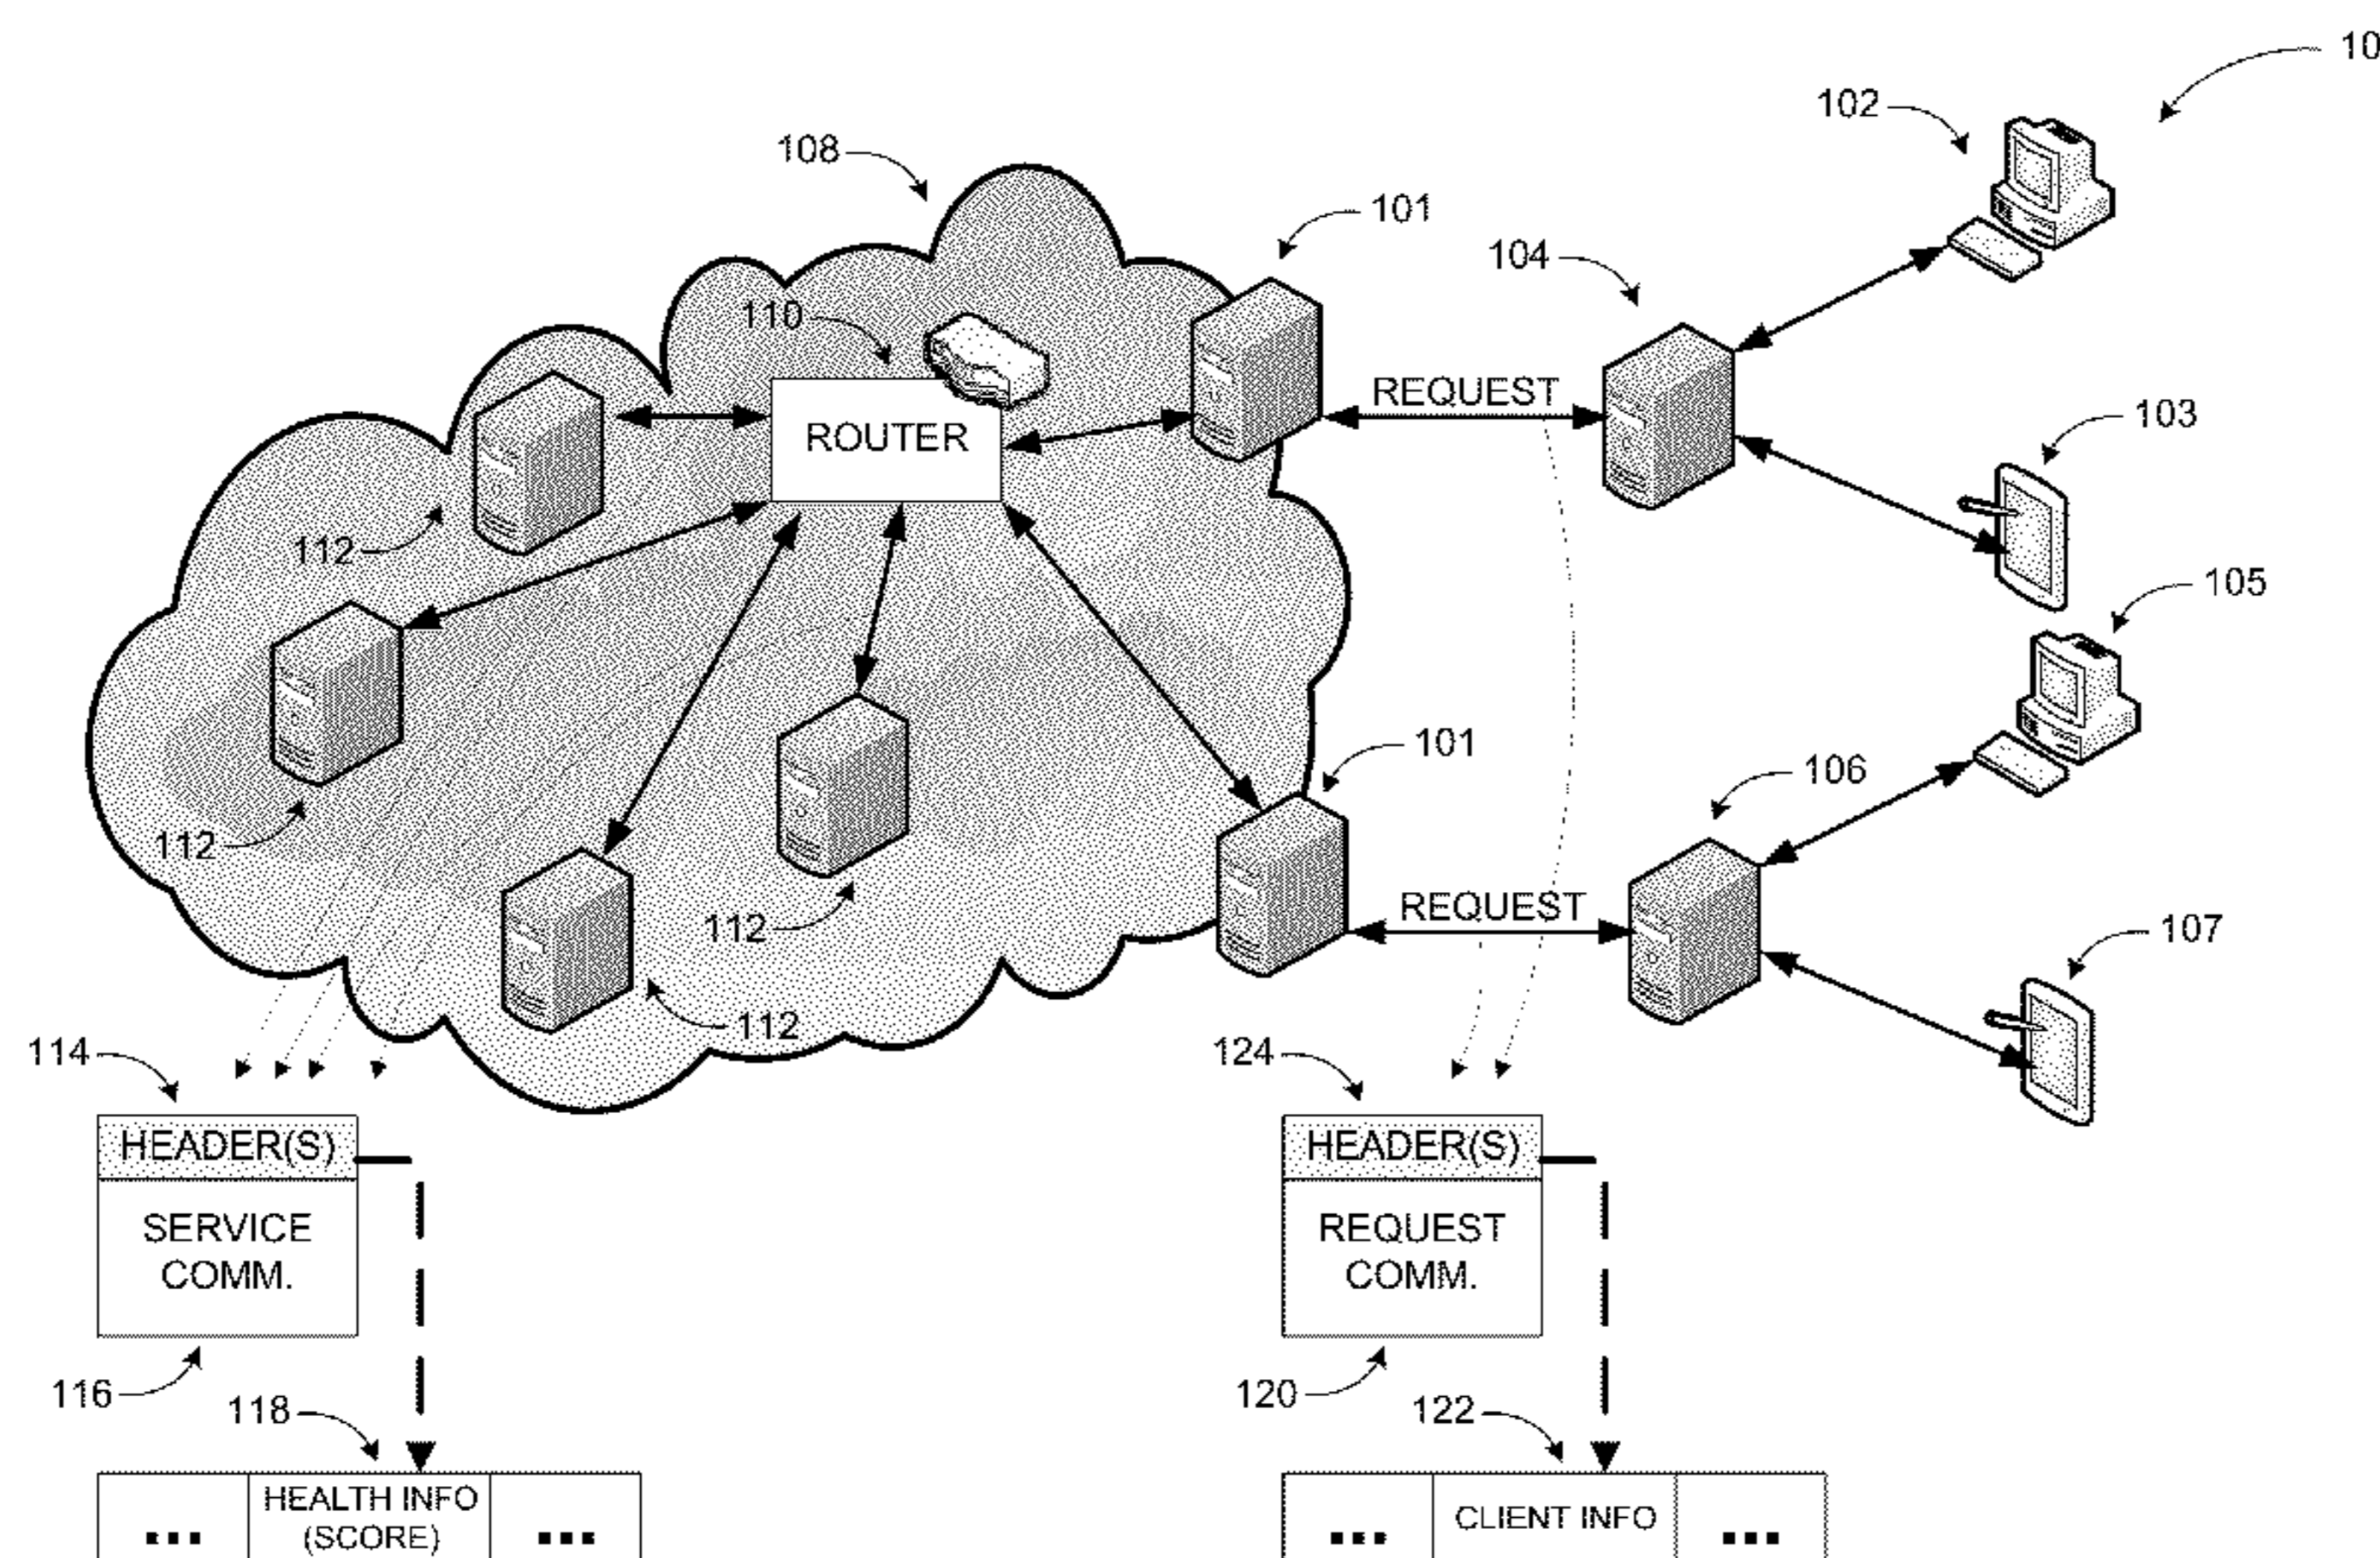 10
102
108
101
104
110
REQUEST
103
ROUTER
112
105
101
106
112
REQUEST
112
107
112
114
124
HEADER(S)
HEADER(S)
SERVICE
COMM.
REQUEST
COMM.
116
120
118
122
... HEALTH INFO
(SCORE) ...
... CLIENT INFO ...